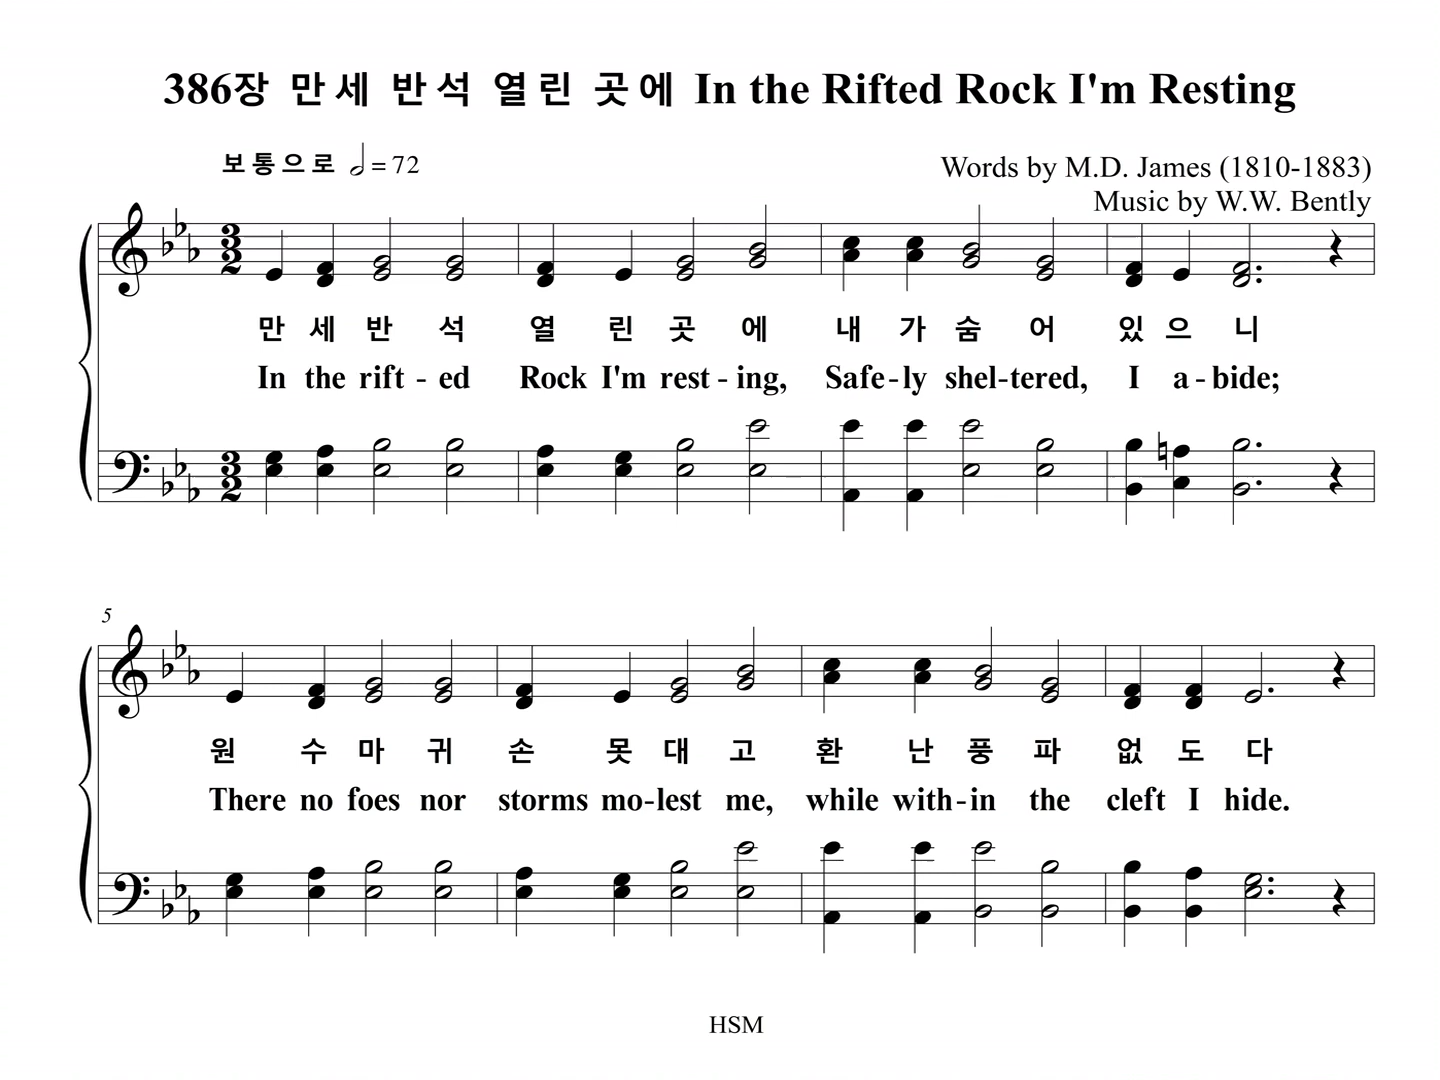 386장 만세 반석 열린 곳에 In the Rifted Rock I'm Resting
보통으로 = 72
Words by M.D. James (1810-1883)
Music by W.W. Bently
3 2
만 세 반 석 열 린 곳 에 내 가 숨 어 있 으 니
In the rift - ed Rock I'm rest - ing, Safe - ly shel - tered, I a - bide;
3 2
5
원 수 마 귀 손 못 대 고 환 난 풍 파 없 도 다
There no foes nor storms mo - lest me, while with - in the cleft I hide.
HSM